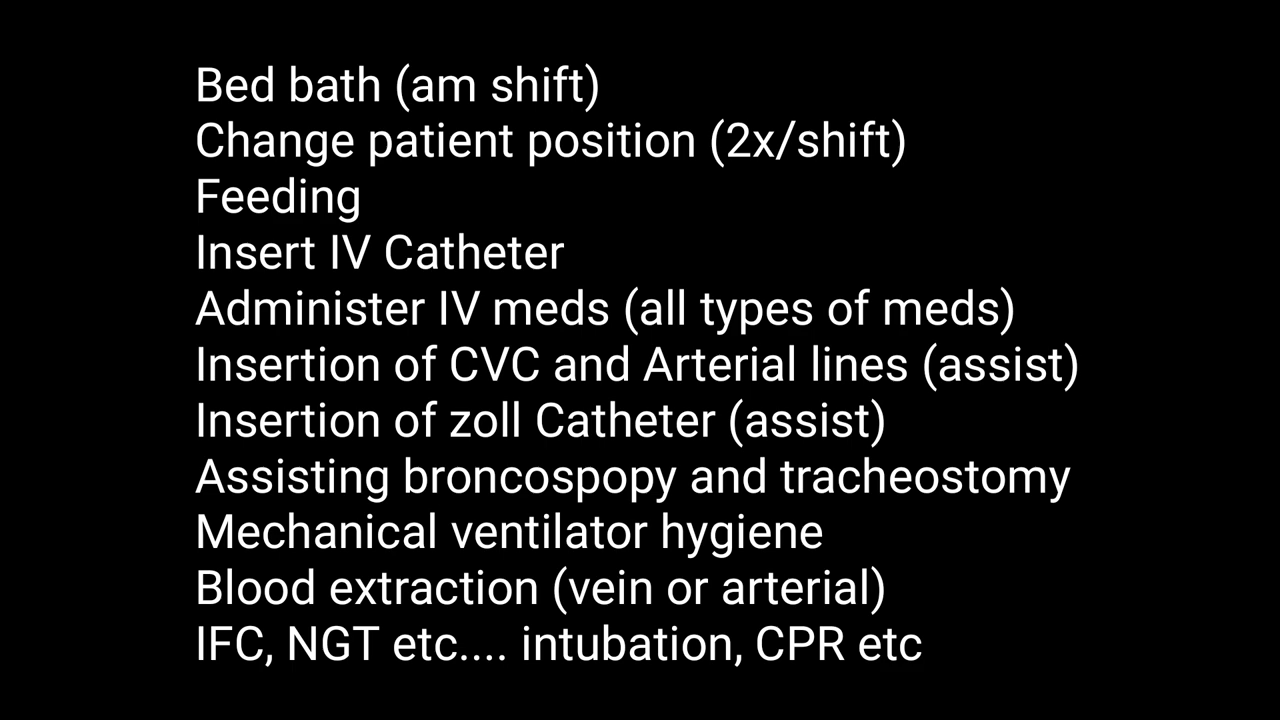 Bed bath (am shift)
Change patient position (2x/shift)
Feeding
Insert IV Catheter
Administer IV meds (all types of meds)
Insertion of CVC and Arterial lines (assist)
Insertion of zoll Catheter (assist)
Assisting broncospopy and tracheostomy
Mechanical ventilator hygiene
Blood extraction (vein or arterial)
IFC, NGT etc.... intubation, CPR etc